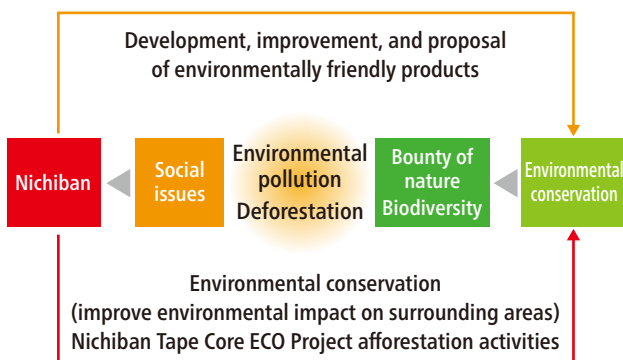 Development, improvement, and proposal
of environmentally friendly products
Nichiban
Social
issues
Environmental
pollution
Deforestation
Bounty of
nature
Biodiversity
Environmental
conservation
Environmental conservation
(improve environmental impact on surrounding areas)
Nichiban Tape Core ECO Project afforestation activities